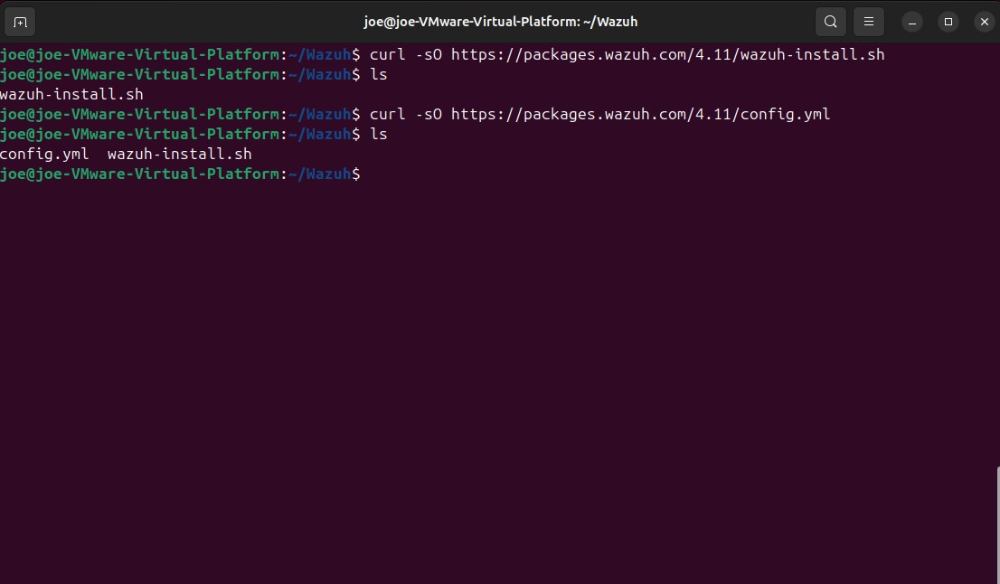 joe@joe-VMware-Virtual-Platform: ~/Wazuh
joe@joe-VMware-Virtual-Platform:~/Wazuh$ curl -sO https://packages.wazuh.com/4.11/wazuh-install.sh
joe@joe-VMware-Virtual-Platform:~/Wazuh$ ls
wazuh-install.sh
joe@joe-VMware-Virtual-Platform:~/Wazuh$ curl -sO https://packages.wazuh.com/4.11/config.yml
joe@joe-VMware-Virtual-Platform:~/Wazuh$ ls
config.yml  wazuh-install.sh
joe@joe-VMware-Virtual-Platform:~/Wazuh$